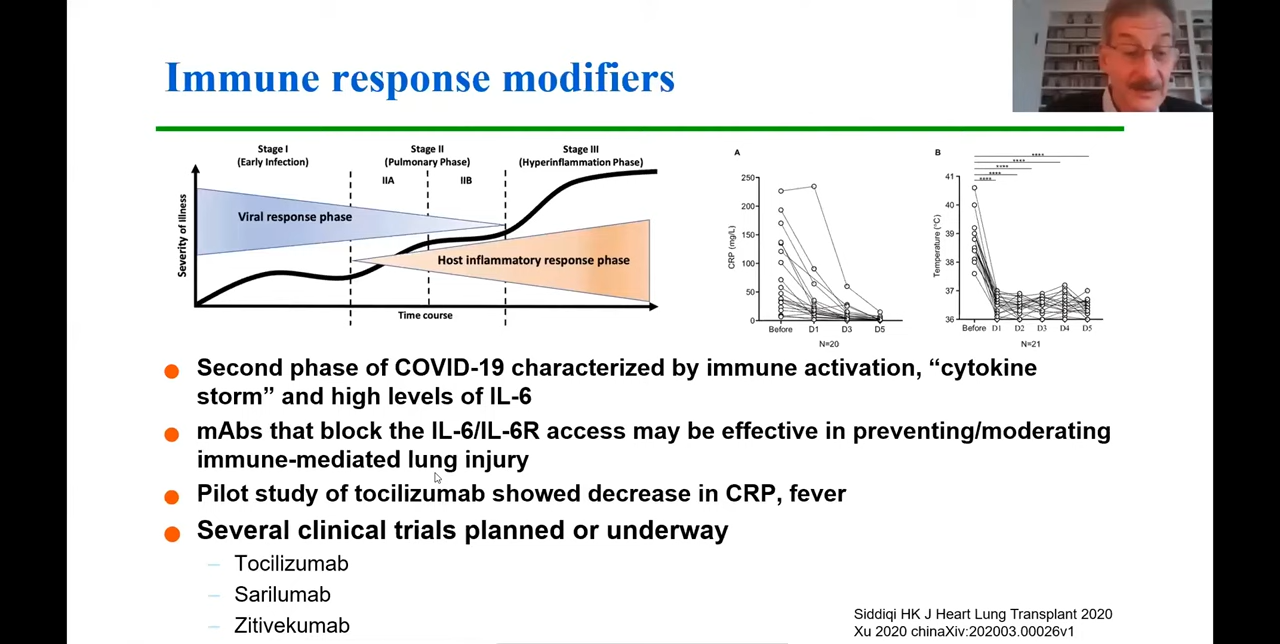 Immune response modifiers
Stage I
(Early Infection)
Stage II
(Pulmonary Phase)
Stage III
(Hyperinflammation Phase)
IIA
IIB
Viral response phase
Host inflammatory response phase
Severity of Illness
Time course
A
CRP (mg/L)
250
200
150
100
50
0
Before D1 D3 D5
N=20
B
****
****
****
****
****
Temperature (°C)
41
40
39
38
37
36
Before D1 D2 D3 D4 D5
N=21
Second phase of COVID-19 characterized by immune activation, “cytokine
storm” and high levels of IL-6
mAbs that block the IL-6/IL-6R access may be effective in preventing/moderating
immune-mediated lung injury
Pilot study of tocilizumab showed decrease in CRP, fever
Several clinical trials planned or underway
– Tocilizumab
– Sarilumab
– Zitivekumab
Siddiqi HK J Heart Lung Transplant 2020
Xu 2020 chinaXiv:202003.00026v1